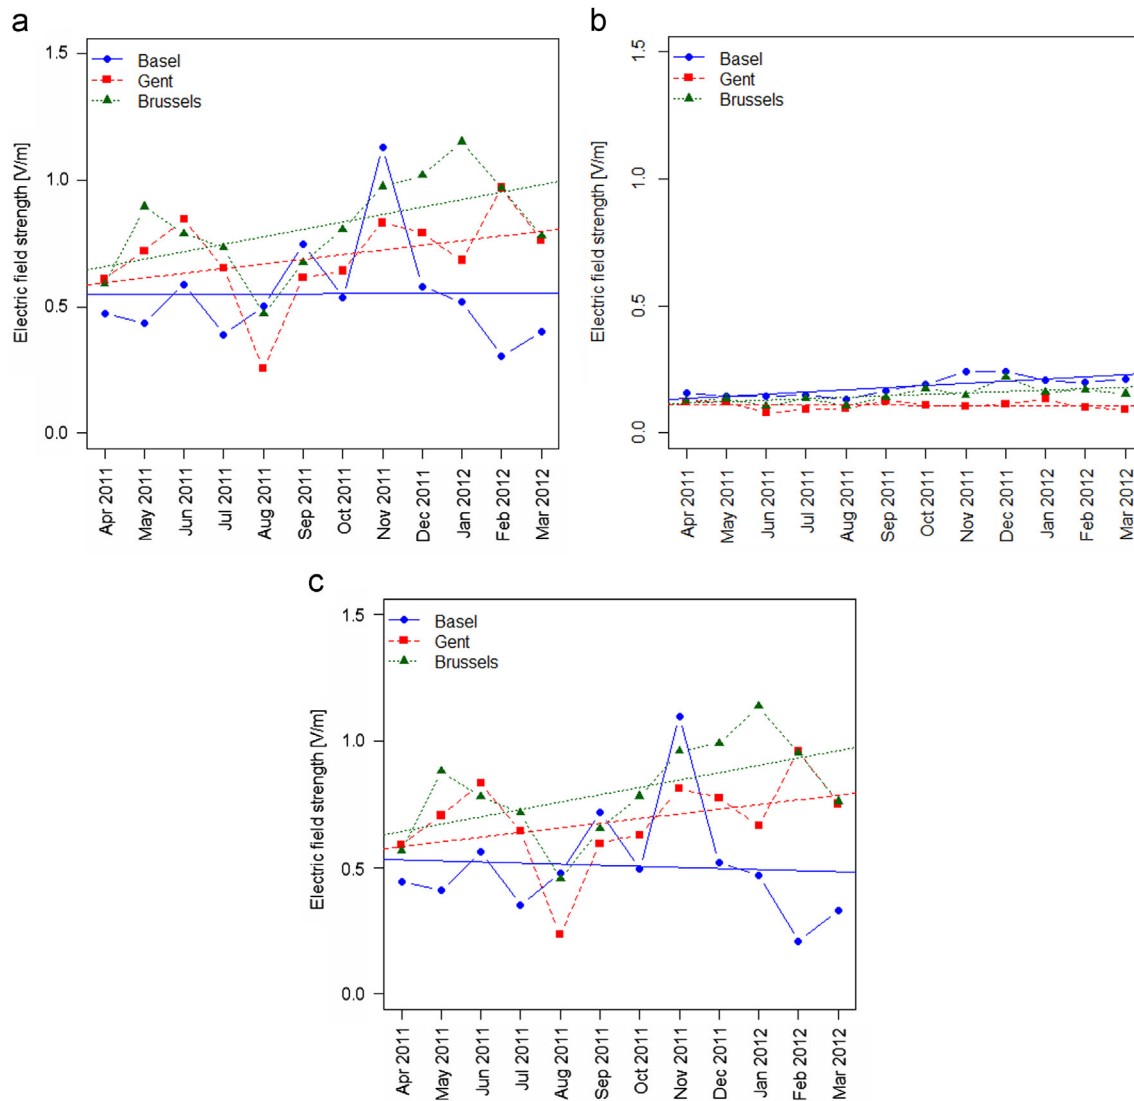 a
1.5
1.0
0.5
0.0
Electric field strength [V/m]
Basel
Gent
Brussels
Apr 2011
May 2011
Jun 2011
Jul 2011
Aug 2011
Sep 2011
Oct 2011
Nov 2011
Dec 2011
Jan 2012
Feb 2012
Mar 2012
b
1.5
1.0
0.5
0.0
Electric field strength [V/m]
Basel
Gent
Brussels
Apr 2011
May 2011
Jun 2011
Jul 2011
Aug 2011
Sep 2011
Oct 2011
Nov 2011
Dec 2011
Jan 2012
Feb 2012
Mar 2012
c
1.5
1.0
0.5
0.0
Electric field strength [V/m]
Basel
Gent
Brussels
Apr 2011
May 2011
Jun 2011
Jul 2011
Aug 2011
Sep 2011
Oct 2011
Nov 2011
Dec 2011
Jan 2012
Feb 2012
Mar 2012